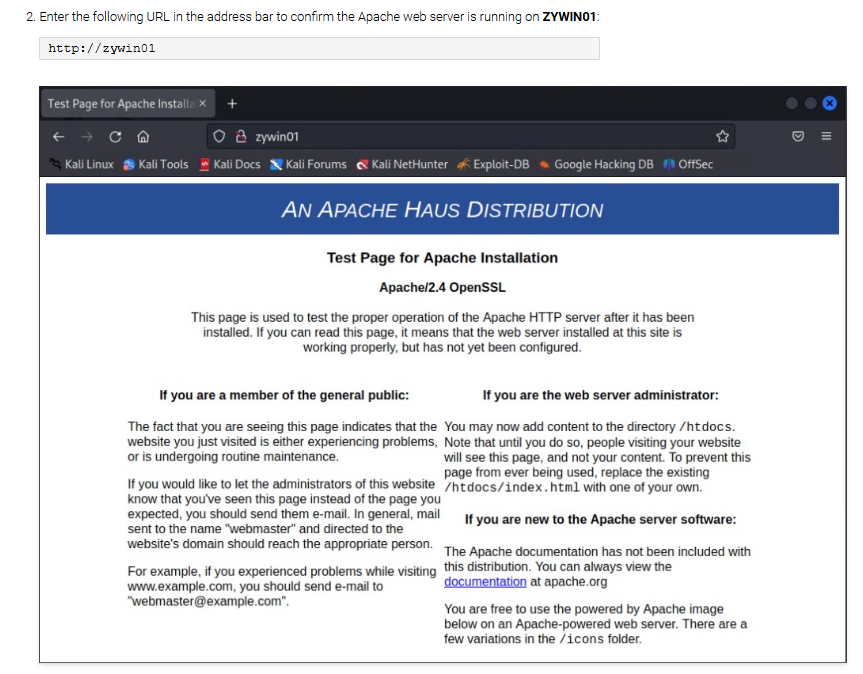 2. Enter the following URL in the address bar to confirm the Apache web server is running on ZYWIN01:
http://zywin01
Test Page for Apache Installa
zywin01
Kali Linux Kali Tools Kali Docs Kali Forums Kali NetHunter Exploit-DB Google Hacking DB OffSec
AN APACHE HAUS DISTRIBUTION
Test Page for Apache Installation
Apache/2.4 OpenSSL
This page is used to test the proper operation of the Apache HTTP server after it has been
installed. If you can read this page, it means that the web server installed at this site is
working properly, but has not yet been configured.
If you are a member of the general public:
The fact that you are seeing this page indicates that the
website you just visited is either experiencing problems,
or is undergoing routine maintenance.
If you would like to let the administrators of this website
know that you've seen this page instead of the page you
expected, you should send them e-mail. In general, mail
sent to the name "webmaster" and directed to the
website's domain should reach the appropriate person.
For example, if you experienced problems while visiting
www.example.com, you should send e-mail to
"webmaster@example.com".
If you are the web server administrator:
You may now add content to the directory /htdocs.
Note that until you do so, people visiting your website
will see this page, and not your content. To prevent this
page from ever being used, replace the existing
/htdocs/index.html with one of your own.
If you are new to the Apache server software:
The Apache documentation has not been included with
this distribution. You can always view the
documentation at apache.org
You are free to use the powered by Apache image
below on an Apache-powered web server. There are a
few variations in the /icons folder.